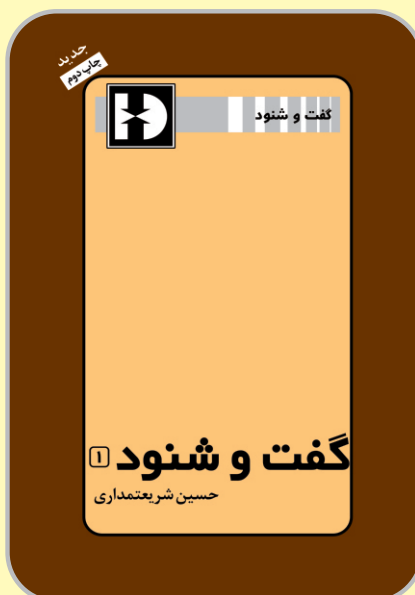 جدید
چاپ دوم
گفت و شنود
گفت و شنود ۱
حسین شریعتمداری